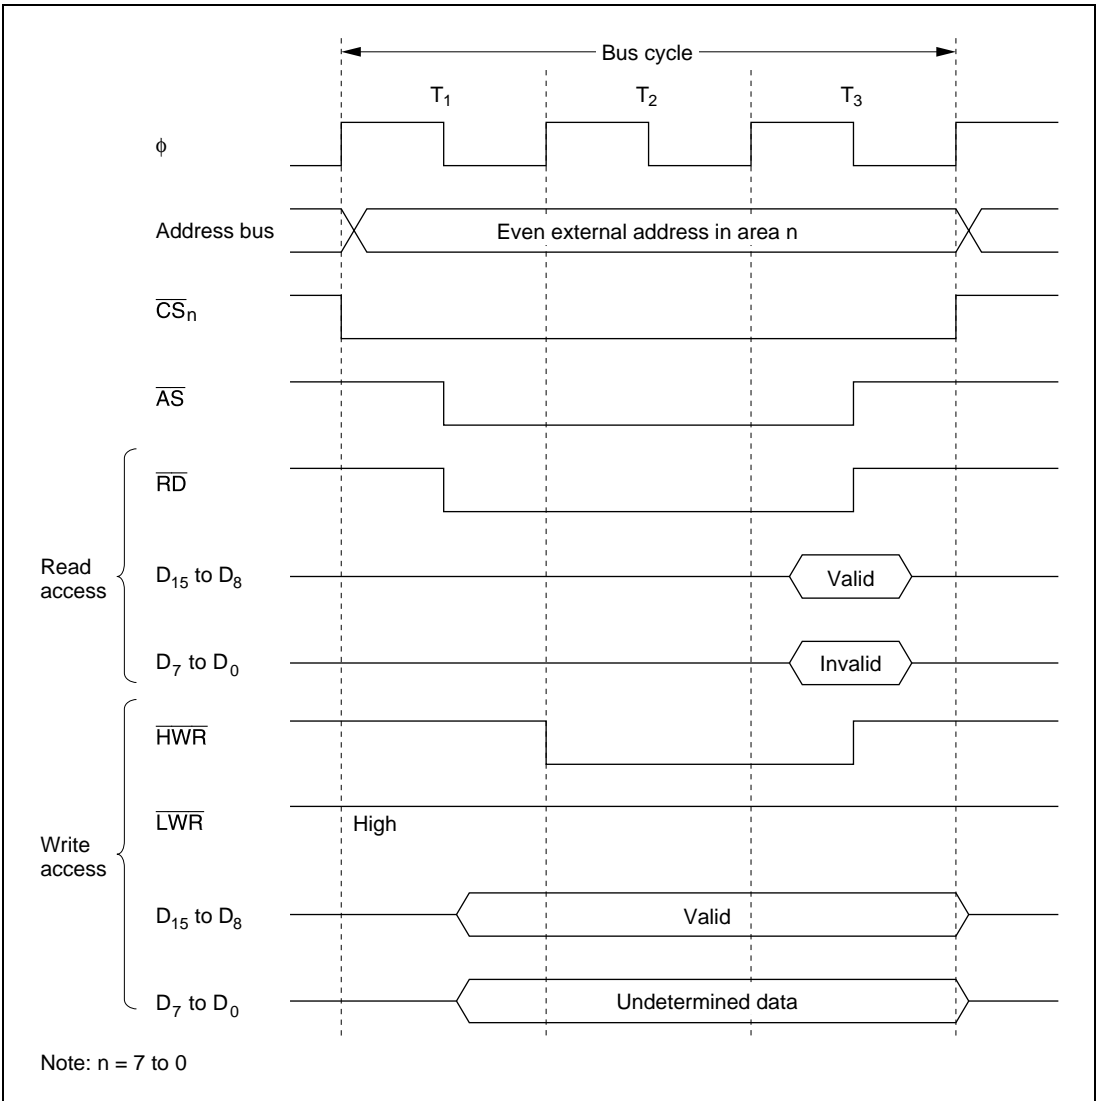 Bus cycle
T1 T2 T3
ϕ
Address bus Even external address in area n
CSn
AS
RD
Read
access
D15 to D8 Valid
D7 to D0 Invalid
HWR
LWR High
Write
access
D15 to D8 Valid
D7 to D0 Undetermined data
Note: n = 7 to 0